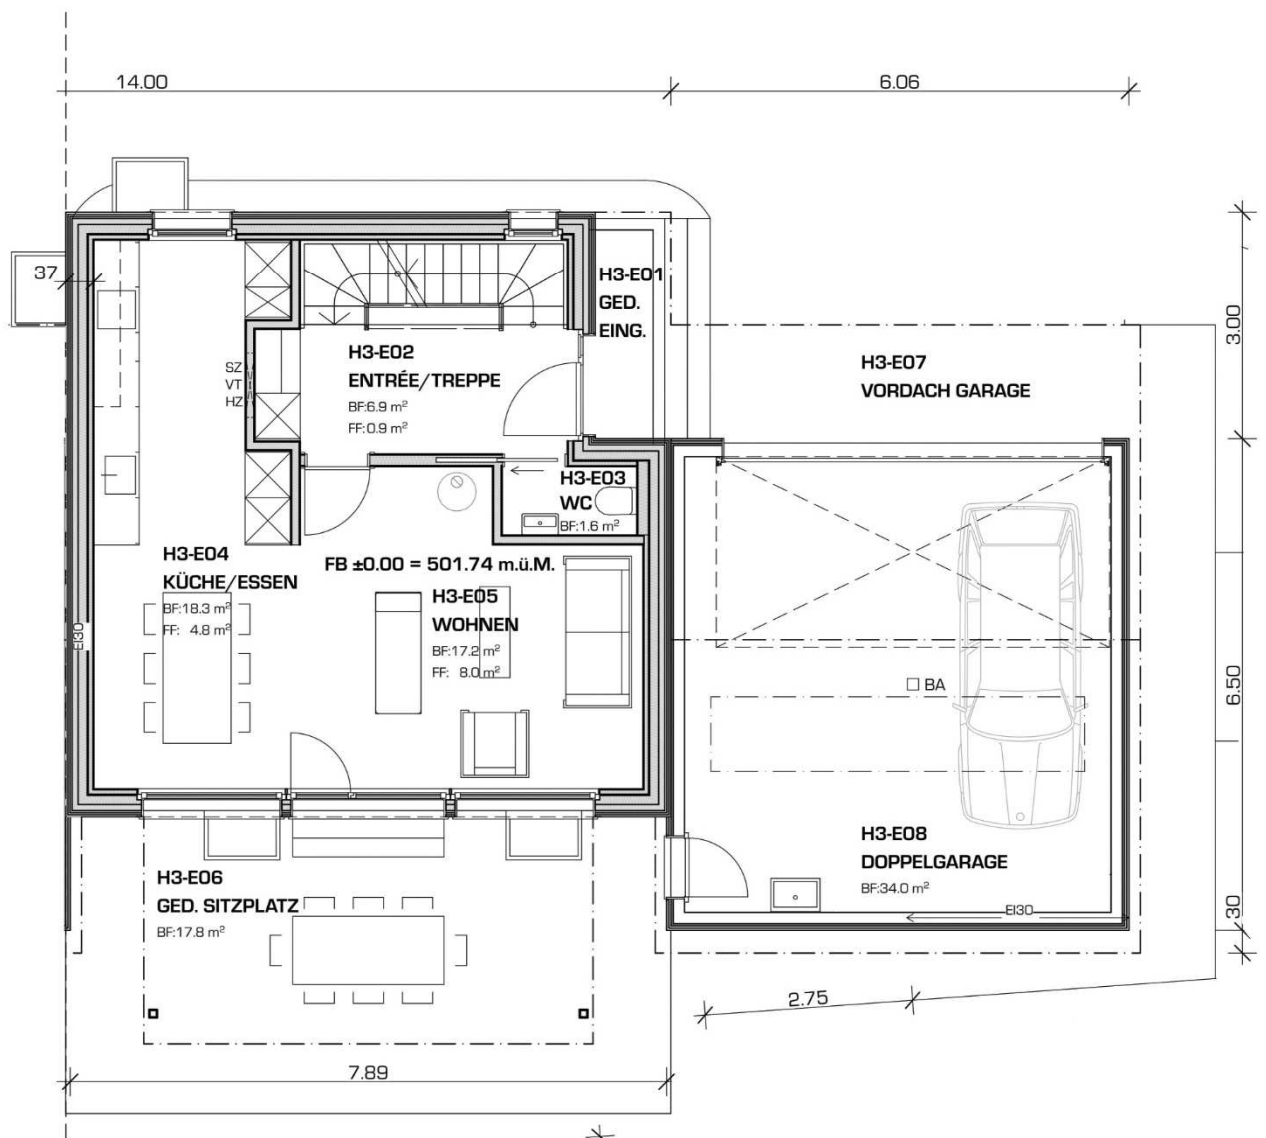 14.00
6.06
37
H3-E01
GED.
EING.
3.00
SZ
VT
HZ
H3-E02
ENTRÉE/TREPPE
BF:6.9 m²
FF:0.9 m²
H3-E07
VORDACH GARAGE
H3-E03
WC
BF:1.6 m²
H3-E04
KÜCHE/ESSEN
BF:18.3 m²
FF: 4.8 m²
FB ±0.00 = 501.74 m.ü.M.
H3-E05
WOHNEN
BF:17.2 m²
FF: 8.0 m²
EI30
BA
6.50
H3-E08
DOPPELGARAGE
BF:34.0 m²
EI30
.30
H3-E06
GED. SITZPLATZ
BF:17.8 m²
2.75
7.89